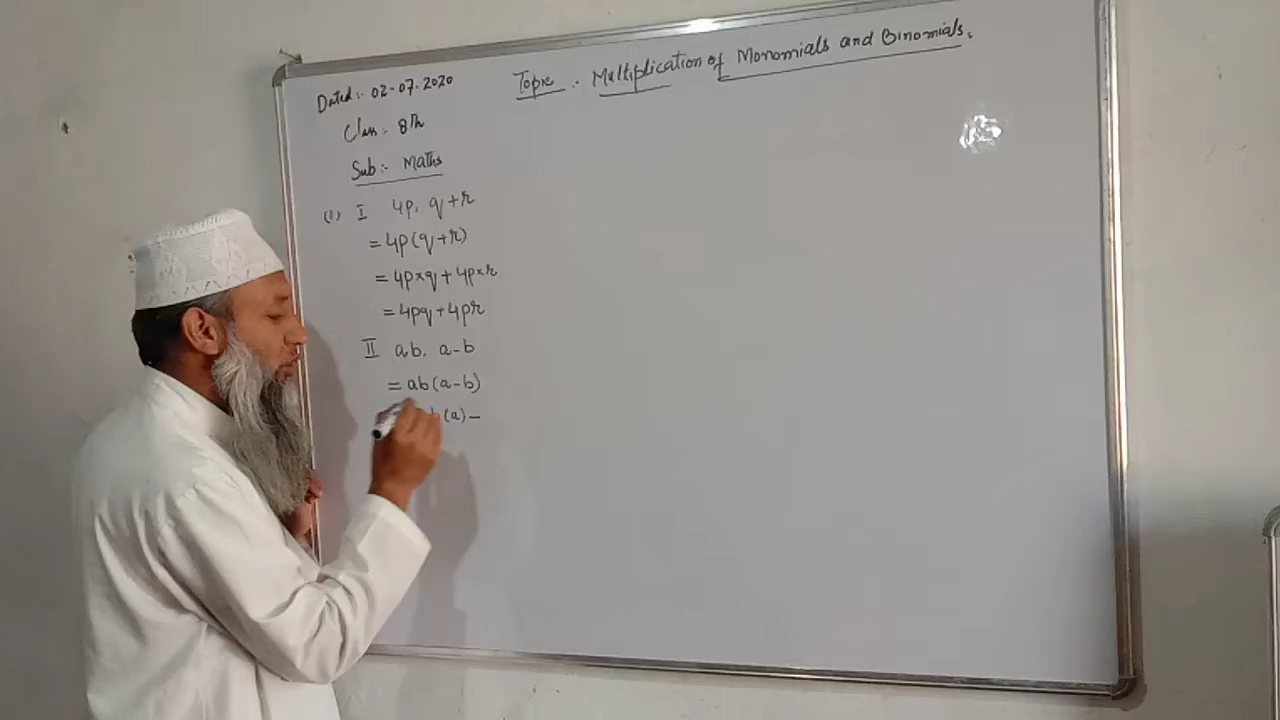 Dated:- 02-07-2020
Topic :- Multiplication of Monomials and Binomials.
Class:- 8th
Sub:- Maths
(1) I 4p, q+r
= 4p(q+r)
= 4p×q+4p×r
= 4pq+4pr
II ab, a-b
= ab(a-b)
b(a)-